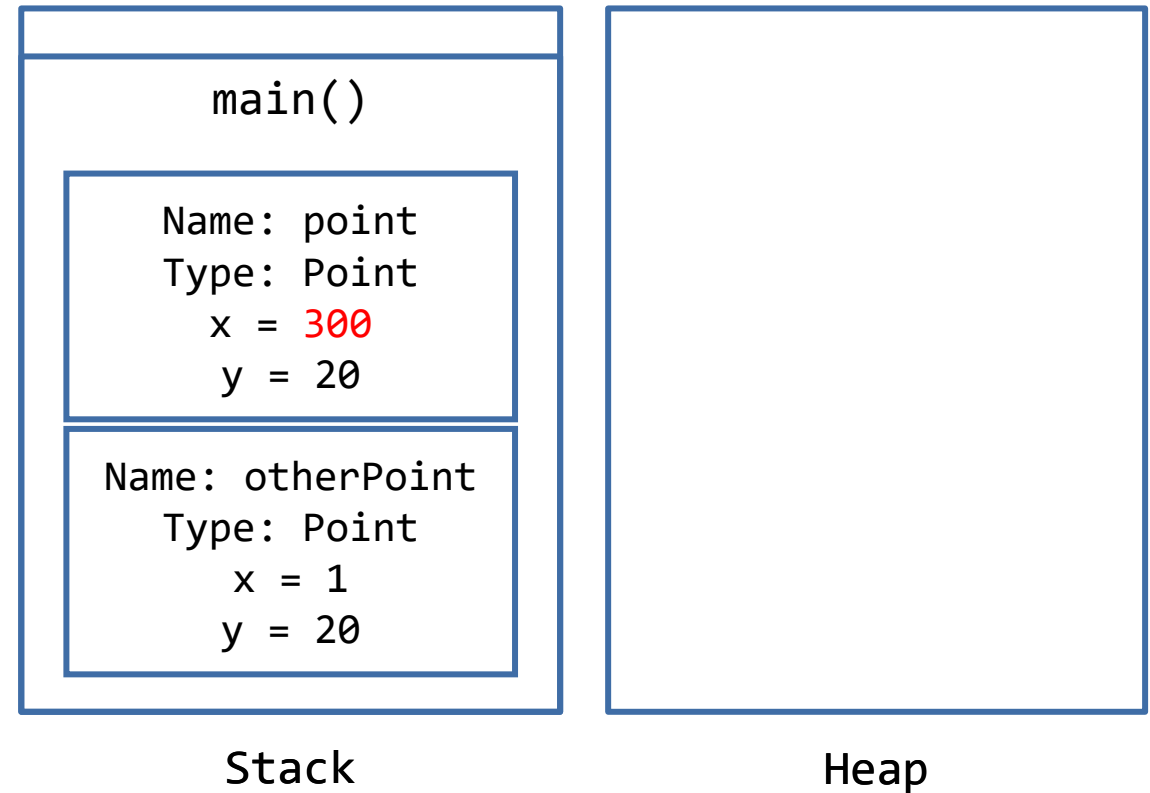 main()
Name: point
Type: Point
x = 300
y = 20
Name: otherPoint
Type: Point
x = 1
y = 20
Stack
Heap